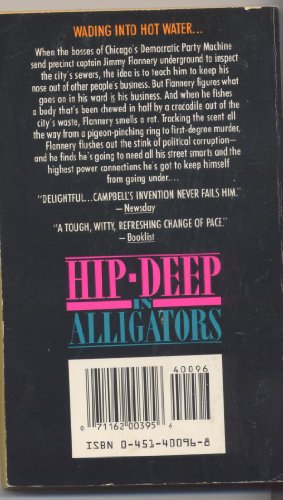 WADING INTO HOT WATER...
When the bosses of Chicago's Democratic Party Machine
send precinct captain Jimmy Flannery underground to inspect
the city's sewers, the idea is to teach him to keep his
nose out of other people's business. But Flannery figures what
goes on in his ward is his business. And when he fishes
a body that's been chewed in half by a crocodile out of the
city's waste, Flannery smells a rot. Tracking the scent all
the way from a pigeon-pinching ring to first-degree murder,
Flannery flushes out the stink of political corruption—
and he finds he's going to need all his street smarts and the
highest power connections he's got to keep himself
from going under....
"DELIGHTFUL...CAMPBELL'S INVENTION NEVER FAILS HIM."
— Newsday
"A TOUGH, WITTY, REFRESHING CHANGE OF PACE."
— Booklist
HIP-DEEP
IN
ALLIGATORS
40096
0 71162 00395 6
ISBN 0-451-40096-8